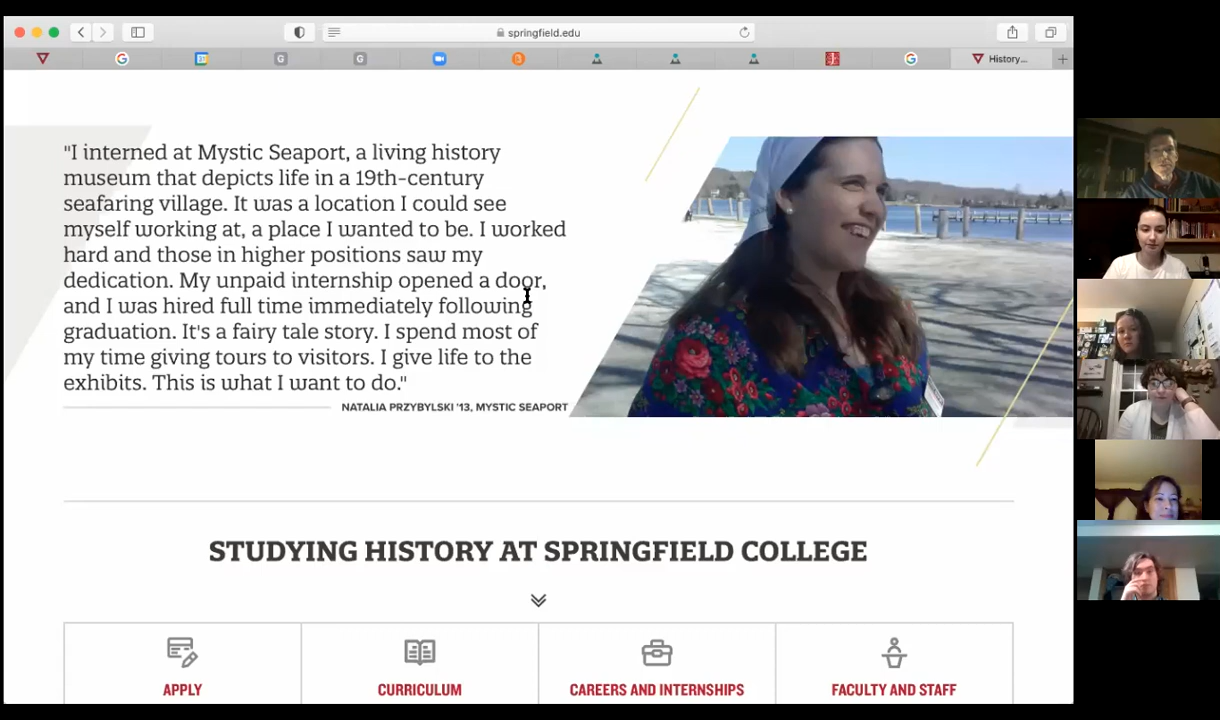 springfield.edu
History...
"I interned at Mystic Seaport, a living history
museum that depicts life in a 19th-century
seafaring village. It was a location I could see
myself working at, a place I wanted to be. I worked
hard and those in higher positions saw my
dedication. My unpaid internship opened a door,
and I was hired full time immediately following
graduation. It's a fairy tale story. I spend most of
my time giving tours to visitors. I give life to the
exhibits. This is what I want to do."
NATALIA PRZYBYLSKI '13, MYSTIC SEAPORT
STUDYING HISTORY AT SPRINGFIELD COLLEGE
APPLY
CURRICULUM
CAREERS AND INTERNSHIPS
FACULTY AND STAFF